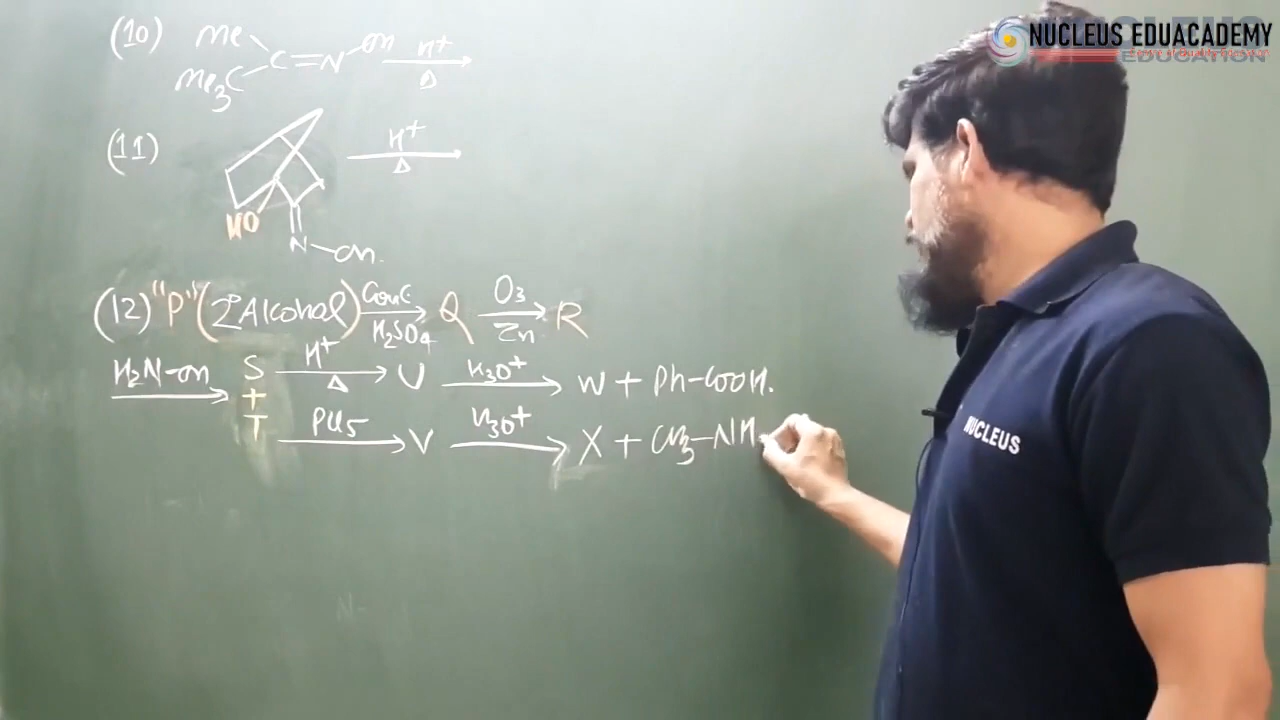 NUCLEUS EDUACADEMY
EDUCATION
(10) Me
Me3C C=N OH H+
Δ
(11) H+
Δ
HO
N-OH.
(12) "P" (2° Alcohol) Conc H2SO4 Q O3 Zn R
H2N-OH S H+ Δ U H3O+ W + Ph-COOH.
+
T PCl5 V H3O+ X + CH3-NH
NUCLEUS